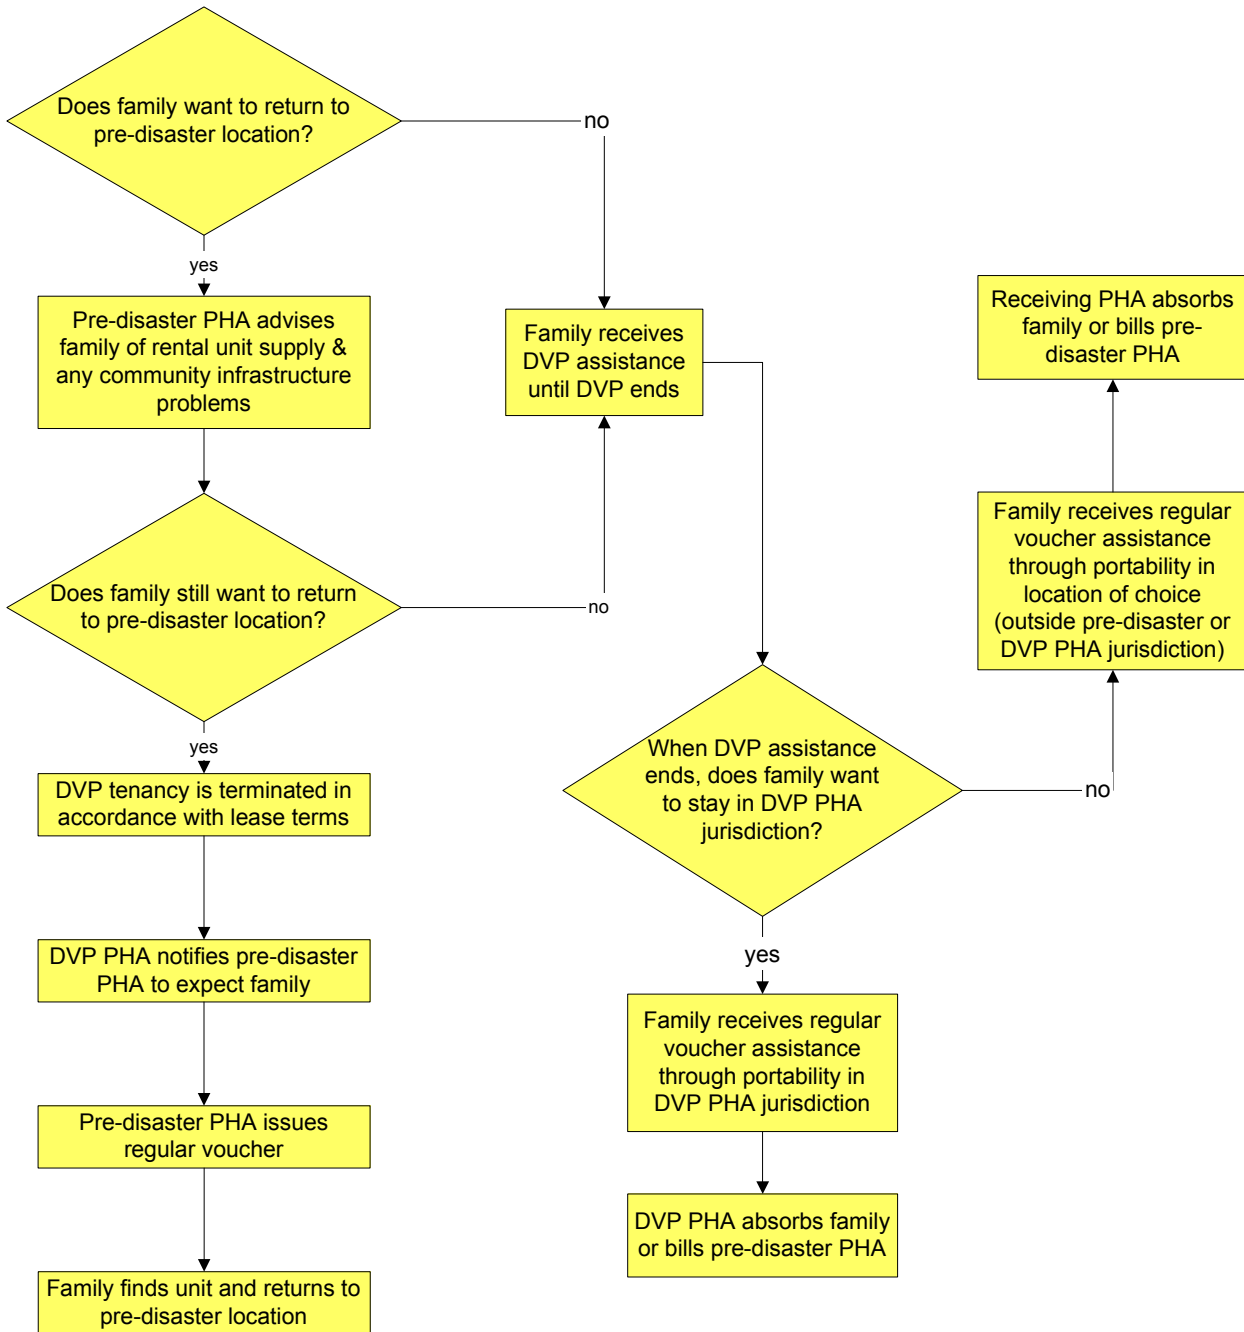 Does family want to return to
pre-disaster location?
no
yes
Pre-disaster PHA advises
family of rental unit supply &
any community infrastructure
problems
Does family still want to return
to pre-disaster location?
no
yes
DVP tenancy is terminated in
accordance with lease terms
DVP PHA notifies pre-disaster
PHA to expect family
Pre-disaster PHA issues
regular voucher
Family finds unit and returns to
pre-disaster location
Family receives
DVP assistance
until DVP ends
When DVP assistance
ends, does family want
to stay in DVP PHA
jurisdiction?
no
yes
Family receives regular
voucher assistance
through portability in
DVP PHA jurisdiction
DVP PHA absorbs family
or bills pre-disaster PHA
Receiving PHA absorbs
family or bills pre-
disaster PHA
Family receives regular
voucher assistance
through portability in
location of choice
(outside pre-disaster or
DVP PHA jurisdiction)